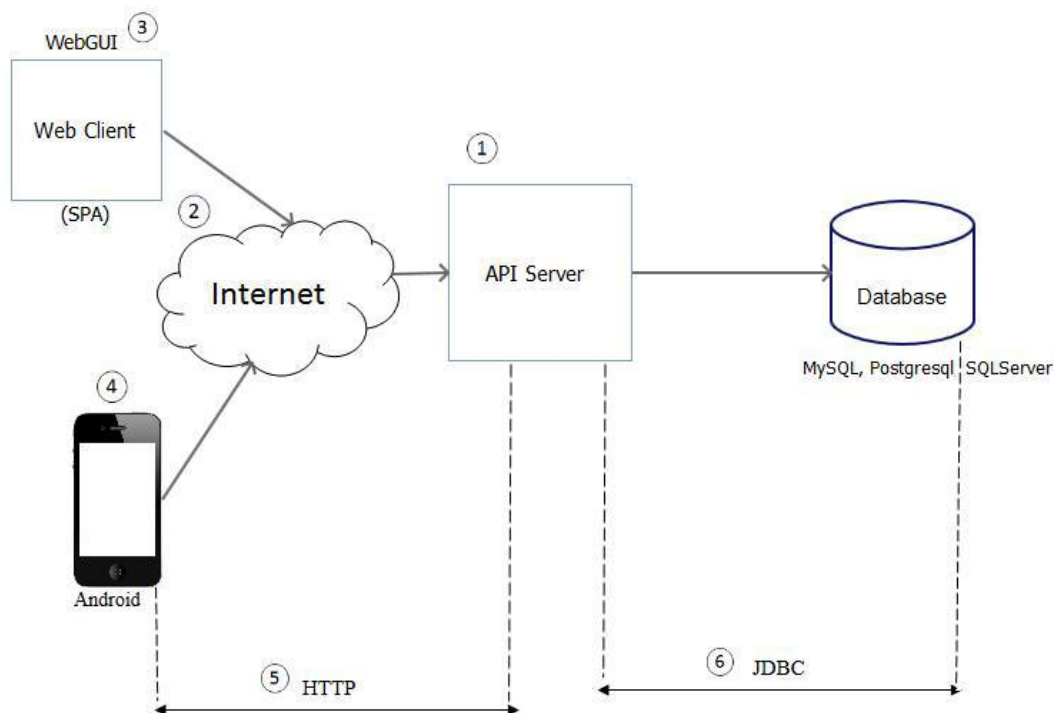 ③
WebGUI
Web Client
(SPA)
①
②
Internet
API Server
Database
MySQL, Postgresql SQLServer
④
Android
⑤ HTTP
⑥ JDBC